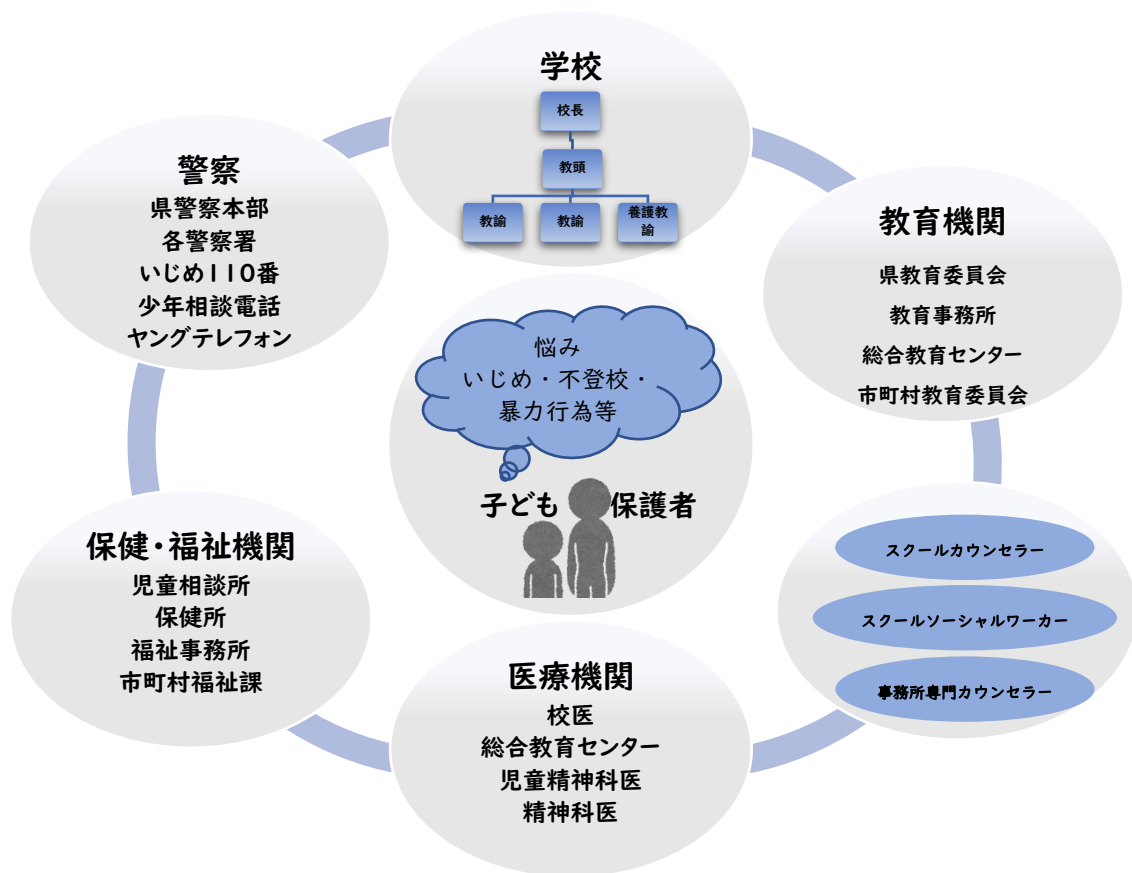 学校
校長
教頭
教諭
教諭
養護教
諭
警察
県警察本部
各警察署
いじめ110番
少年相談電話
ヤングテレフォン
教育機関
県教育委員会
教育事務所
総合教育センター
市町村教育委員会
悩み
いじめ・不登校・
暴力行為等
子ども
保護者
スクールカウンセラー
スクールソーシャルワーカー
事務所専門カウンセラー
保健・福祉機関
児童相談所
保健所
福祉事務所
市町村福祉課
医療機関
校医
総合教育センター
児童精神科医
精神科医